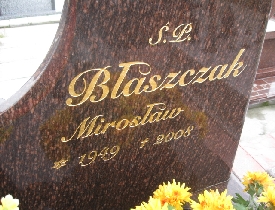 Ś.P.
Błaszczak
Mirosław
* 1949 † 2008